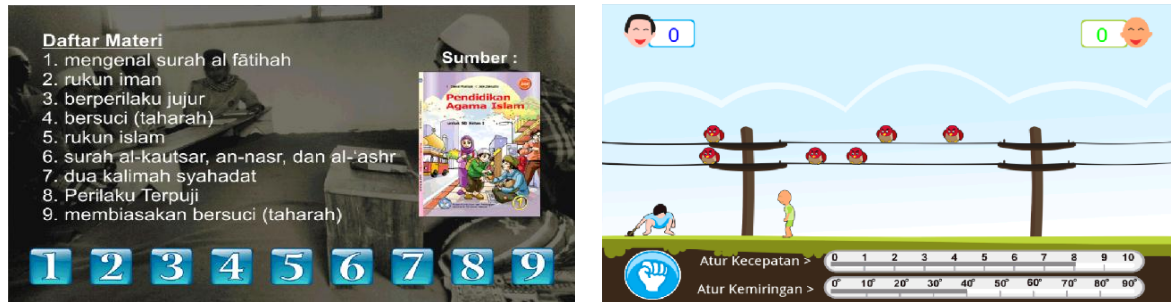 Daftar Materi
1. mengenal surah al fātihah
2. rukun iman
3. berperilaku jujur
4. bersuci (taharah)
5. rukun islam
6. surah al-kautsar, an-nasr, dan al-'ashr
7. dua kalimah syahadat
8. Perilaku Terpuji
9. membiasakan bersuci (taharah)
Sumber :
Pendidikan
Agama Islam
1
1 2 3 4 5 6 7 8 9
0
0
Atur Kecepatan > 0 1 2 3 4 5 6 7 8 9 10
Atur Kemiringan > 0° 10° 20° 30° 40° 50° 60° 70° 80° 90°